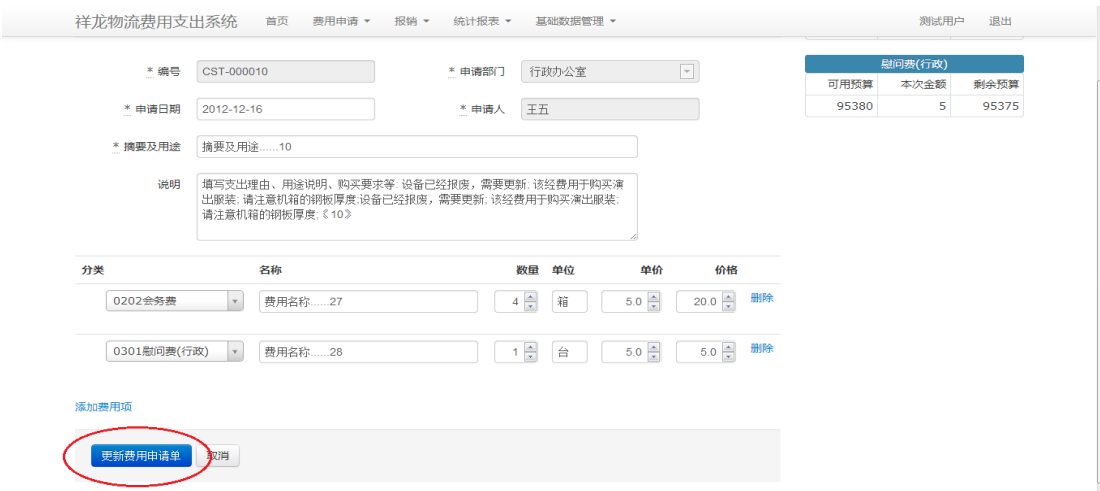 祥龙物流费用支出系统 首页 费用申请 报销 统计报表 基础数据管理 测试用户 退出
* 编号 CST-000010 * 申请部门 行政办公室
* 申请日期 2012-12-16 * 申请人 王五
* 摘要及用途 摘要及用途......10
说明 填写支出理由、用途说明、购买要求等: 设备已经报废，需要更新; 该经费用于购买演
出服装; 请注意机箱的钢板厚度;设备已经报废，需要更新; 该经费用于购买演出服装;
请注意机箱的钢板厚度;《10》
慰问费(行政)
可用预算 本次金额 剩余预算
95380 5 95375
分类 名称 数量 单位 单价 价格
0202会务费 费用名称......27 4 箱 5.0 20.0 删除
0301慰问费(行政) 费用名称......28 1 台 5.0 5.0 删除
添加费用项
更新费用申请单 取消